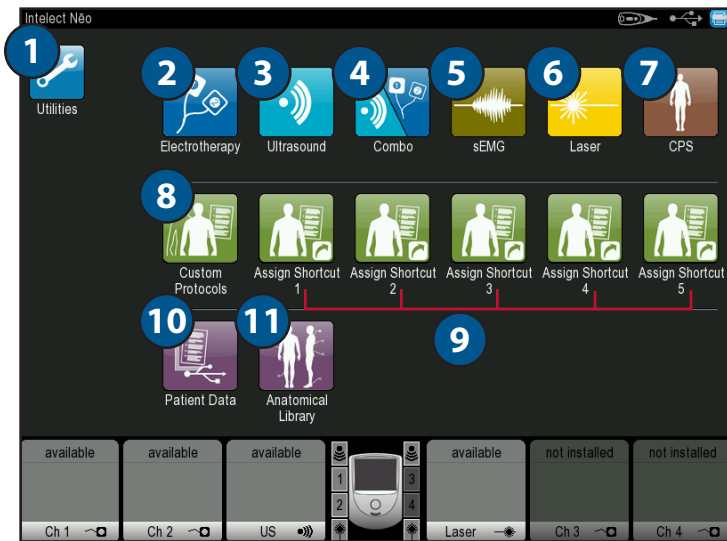 Intelect Nēo
1
Utilities
2 3 4 5 6 7
Electrotherapy Ultrasound Combo sEMG Laser CPS
8
Custom Protocols
Assign Shortcut 1
Assign Shortcut 2
Assign Shortcut 3
Assign Shortcut 4
Assign Shortcut 5
9
10 11
Patient Data
Anatomical Library
available available available available not installed not installed
1 3
2 4
Ch 1 Ch 2 US Laser Ch 3 Ch 4